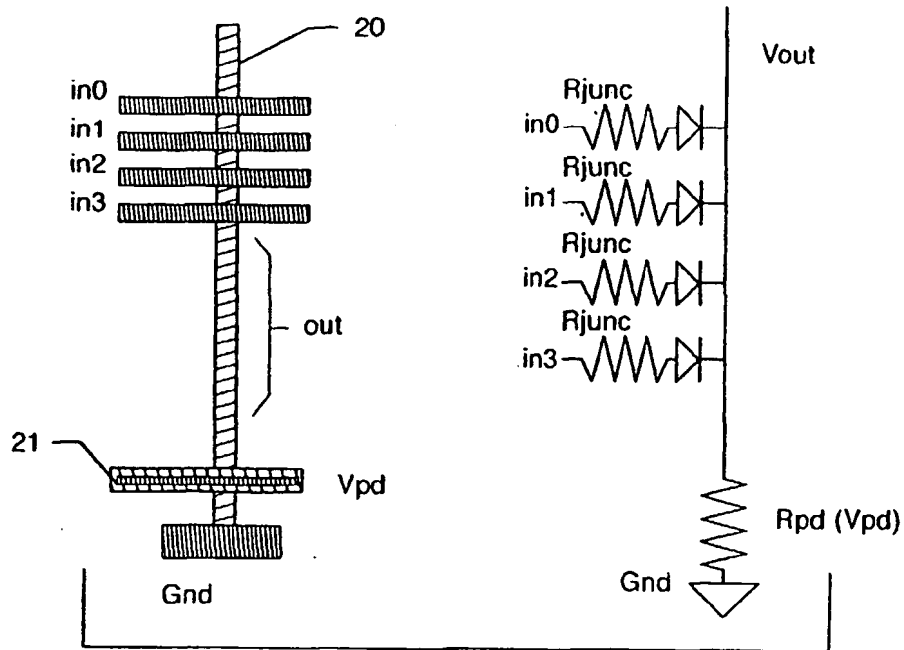 20
in0
in1
in2
in3
out
21
Vpd
Gnd
Vout
Rjunc
in0
Rjunc
in1
Rjunc
in2
Rjunc
in3
Rpd (Vpd)
Gnd